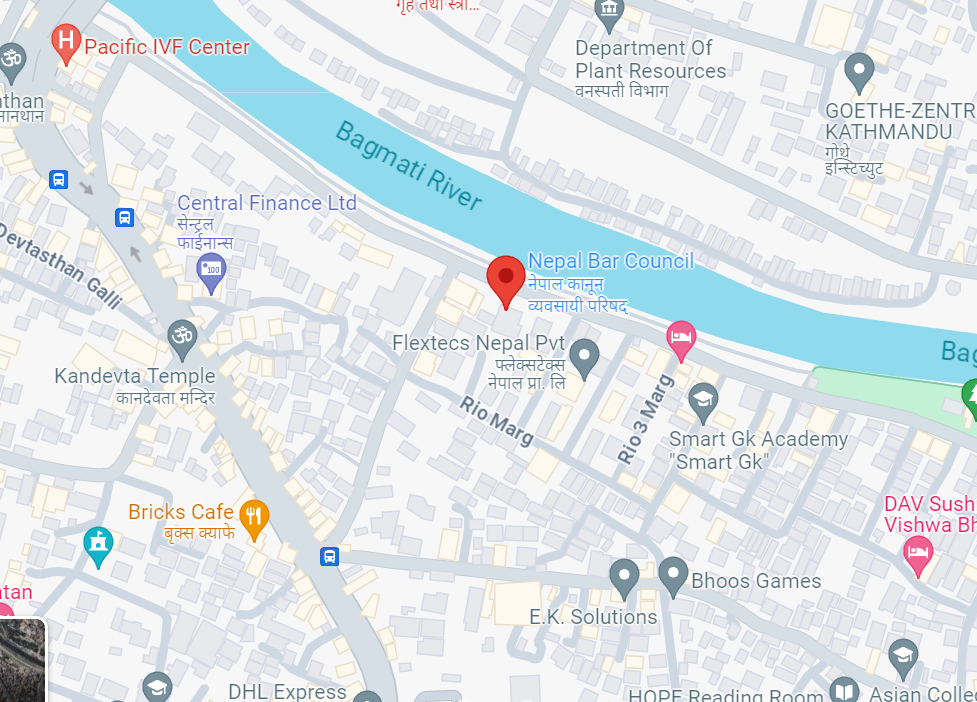 गृह तथा स्त्री...
Pacific IVF Center
Department Of
Plant Resources
वनस्पती विभाग
GOETHE-ZENTR
KATHMANDU
गोथे
इन्स्टिच्युट
than
नाथान
Bagmati River
Central Finance Ltd
सेन्ट्रल
फाईनान्स
100
Devtasthan Galli
Nepal Bar Council
नेपाल कानून
व्यवसायी परिषद
Flextecs Nepal Pvt
फ्लेक्सटेक्स
नेपाल प्रा. लि
Bag
Kandevta Temple
कानदेवता मन्दिर
Rio Marg
Rio 3 Marg
Smart Gk Academy
"Smart Gk"
Bricks Cafe
बृक्स क्याफे
DAV Sush
Vishwa Bh
Bhoos Games
E.K. Solutions
tan
DHL Express
HOPE Reading Room
Asian Colle